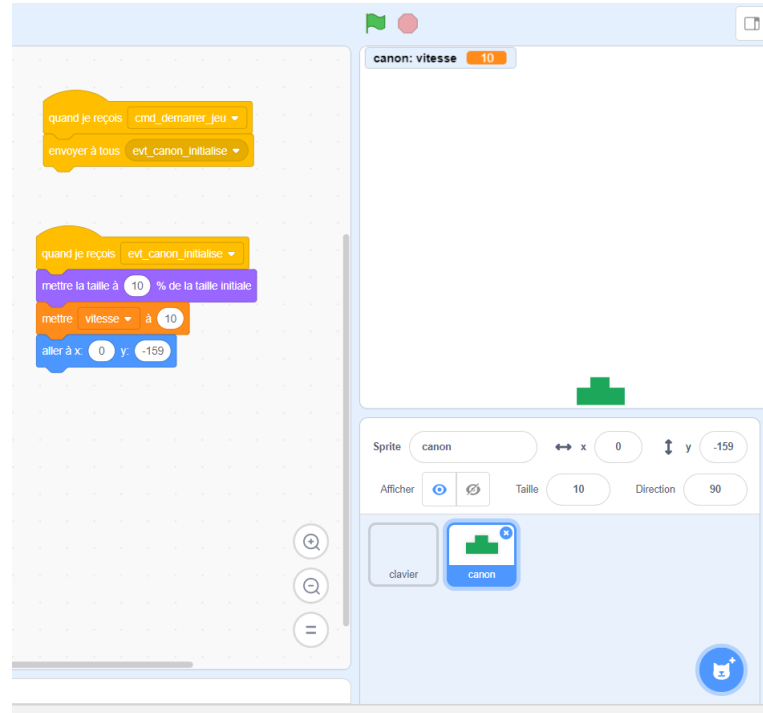 canon: vitesse 10
quand je reçois cmd_demarrer_jeu
envoyer à tous evt_canon_initialise
quand je reçois evt_canon_initialise
mettre la taille à 10 % de la taille initiale
mettre vitesse à 10
aller à x: 0 y: -159
Sprite canon x 0 y -159
Afficher Taille 10 Direction 90
clavier
canon